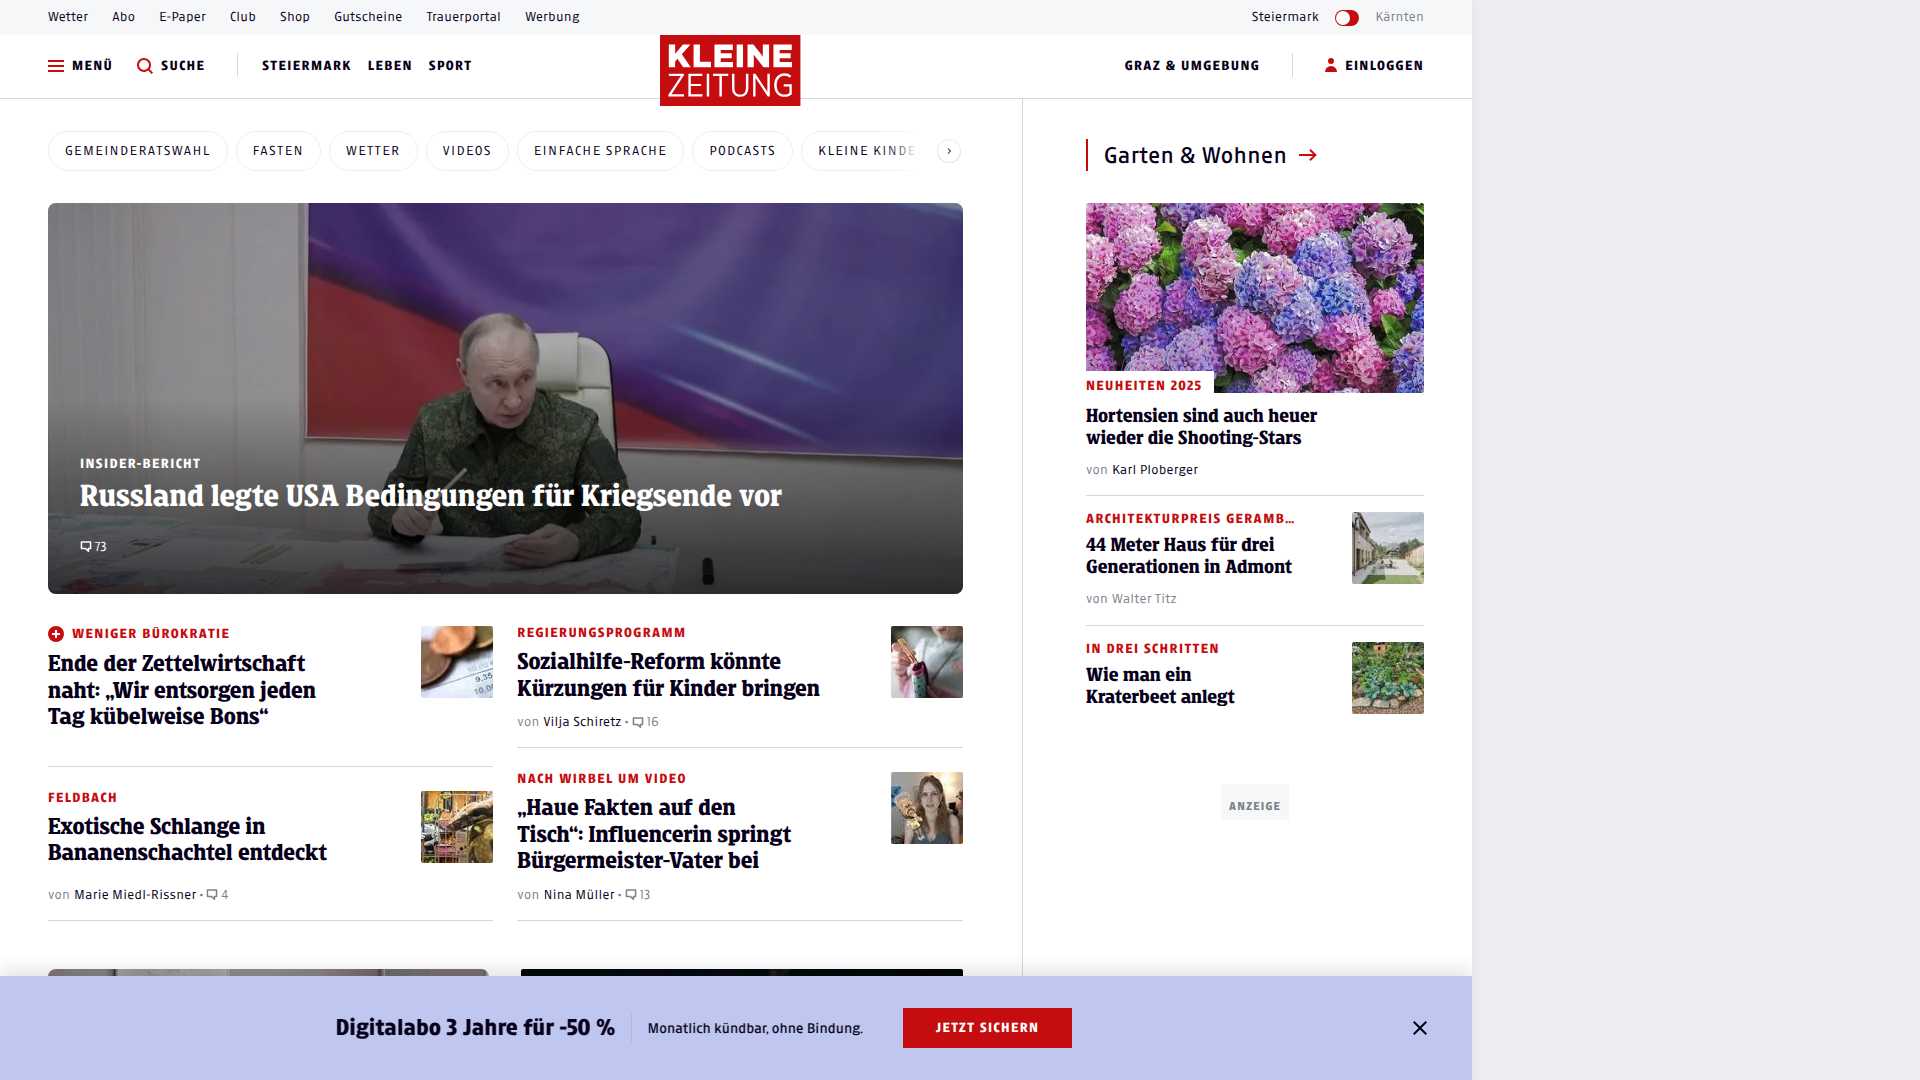 Wetter Abo E-Paper Club Shop Gutscheine Trauerportal Werbung Steiermark Kärnten
MENÜ SUCHE STEIERMARK LEBEN SPORT KLEINE ZEITUNG GRAZ & UMGEBUNG EINLOGGEN
GEMEINDERATSWAHL FASTEN WETTER VIDEOS EINFACHE SPRACHE PODCASTS KLEINE KINDE
INSIDER-BERICHT
Russland legte USA Bedingungen für Kriegsende vor
73
WENIGER BÜROKRATIE
Ende der Zettelwirtschaft
naht: „Wir entsorgen jeden
Tag kübelweise Bons“
FELDBACH
Exotische Schlange in
Bananenschachtel entdeckt
von Marie Miedl-Rissner • 4
REGIERUNGSPROGRAMM
Sozialhilfe-Reform könnte
Kürzungen für Kinder bringen
von Vilja Schiretz • 16
NACH WIRBEL UM VIDEO
„Haue Fakten auf den
Tisch“: Influencerin springt
Bürgermeister-Vater bei
von Nina Müller • 13
Garten & Wohnen
NEUHEITEN 2025
Hortensien sind auch heuer
wieder die Shooting-Stars
von Karl Ploberger
ARCHITEKTURPREIS GERAMB…
44 Meter Haus für drei
Generationen in Admont
von Walter Titz
IN DREI SCHRITTEN
Wie man ein
Kraterbeet anlegt
ANZEIGE
Digitalabo 3 Jahre für -50 % Monatlich kündbar, ohne Bindung. JETZT SICHERN